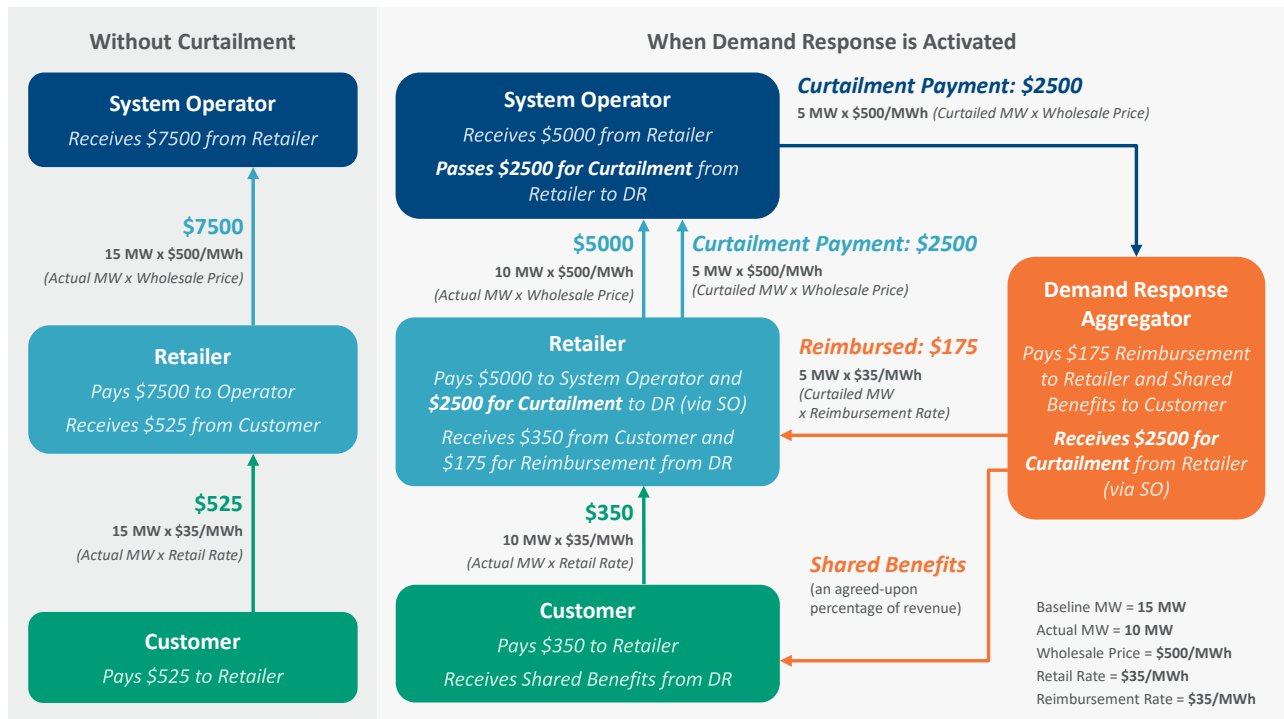 Without Curtailment
System Operator
Receives $7500 from Retailer
$7500
15 MW x $500/MWh
(Actual MW x Wholesale Price)
Retailer
Pays $7500 to Operator
Receives $525 from Customer
$525
15 MW x $35/MWh
(Actual MW x Retail Rate)
Customer
Pays $525 to Retailer
When Demand Response is Activated
System Operator
Receives $5000 from Retailer
Passes $2500 for Curtailment from
Retailer to DR
Curtailment Payment: $2500
5 MW x $500/MWh (Curtailed MW x Wholesale Price)
$5000
10 MW x $500/MWh
(Actual MW x Wholesale Price)
Curtailment Payment: $2500
5 MW x $500/MWh
(Curtailed MW x Wholesale Price)
Retailer
Pays $5000 to System Operator and
$2500 for Curtailment to DR (via SO)
Receives $350 from Customer and
$175 for Reimbursement from DR
Reimbursed: $175
5 MW x $35/MWh
(Curtailed MW
x Reimbursement Rate)
Demand Response
Aggregator
Pays $175 Reimbursement
to Retailer and Shared
Benefits to Customer
Receives $2500 for
Curtailment from Retailer
(via SO)
$350
10 MW x $35/MWh
(Actual MW x Retail Rate)
Shared Benefits
(an agreed-upon
percentage of revenue)
Customer
Pays $350 to Retailer
Receives Shared Benefits from DR
Baseline MW = 15 MW
Actual MW = 10 MW
Wholesale Price = $500/MWh
Retail Rate = $35/MWh
Reimbursement Rate = $35/MWh